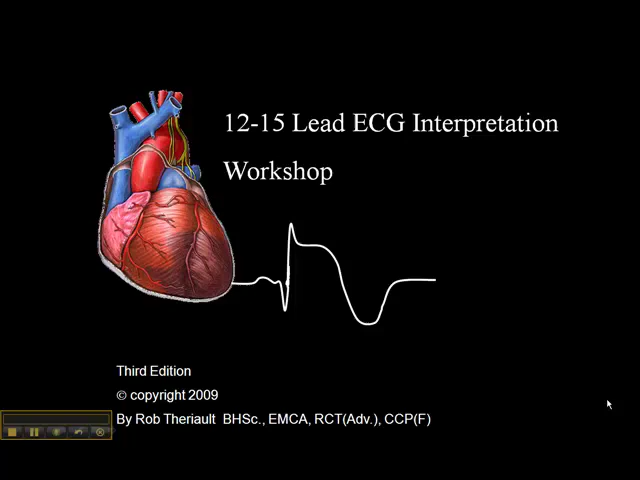 12-15 Lead ECG Interpretation
Workshop
Third Edition
© copyright 2009
By Rob Theriault BHSc., EMCA, RCT(Adv.), CCP(F)